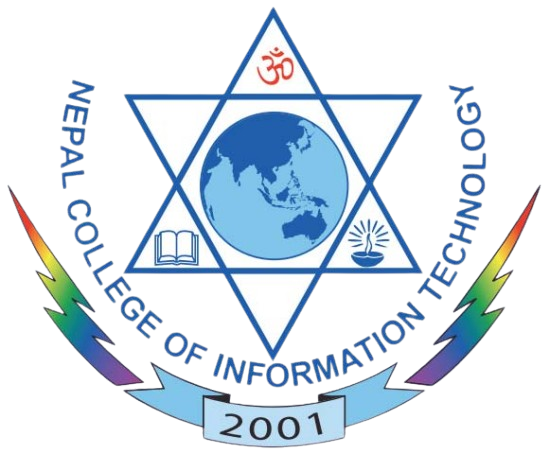 ॐ
NEPAL COLLEGE OF INFORMATION TECHNOLOGY
2001